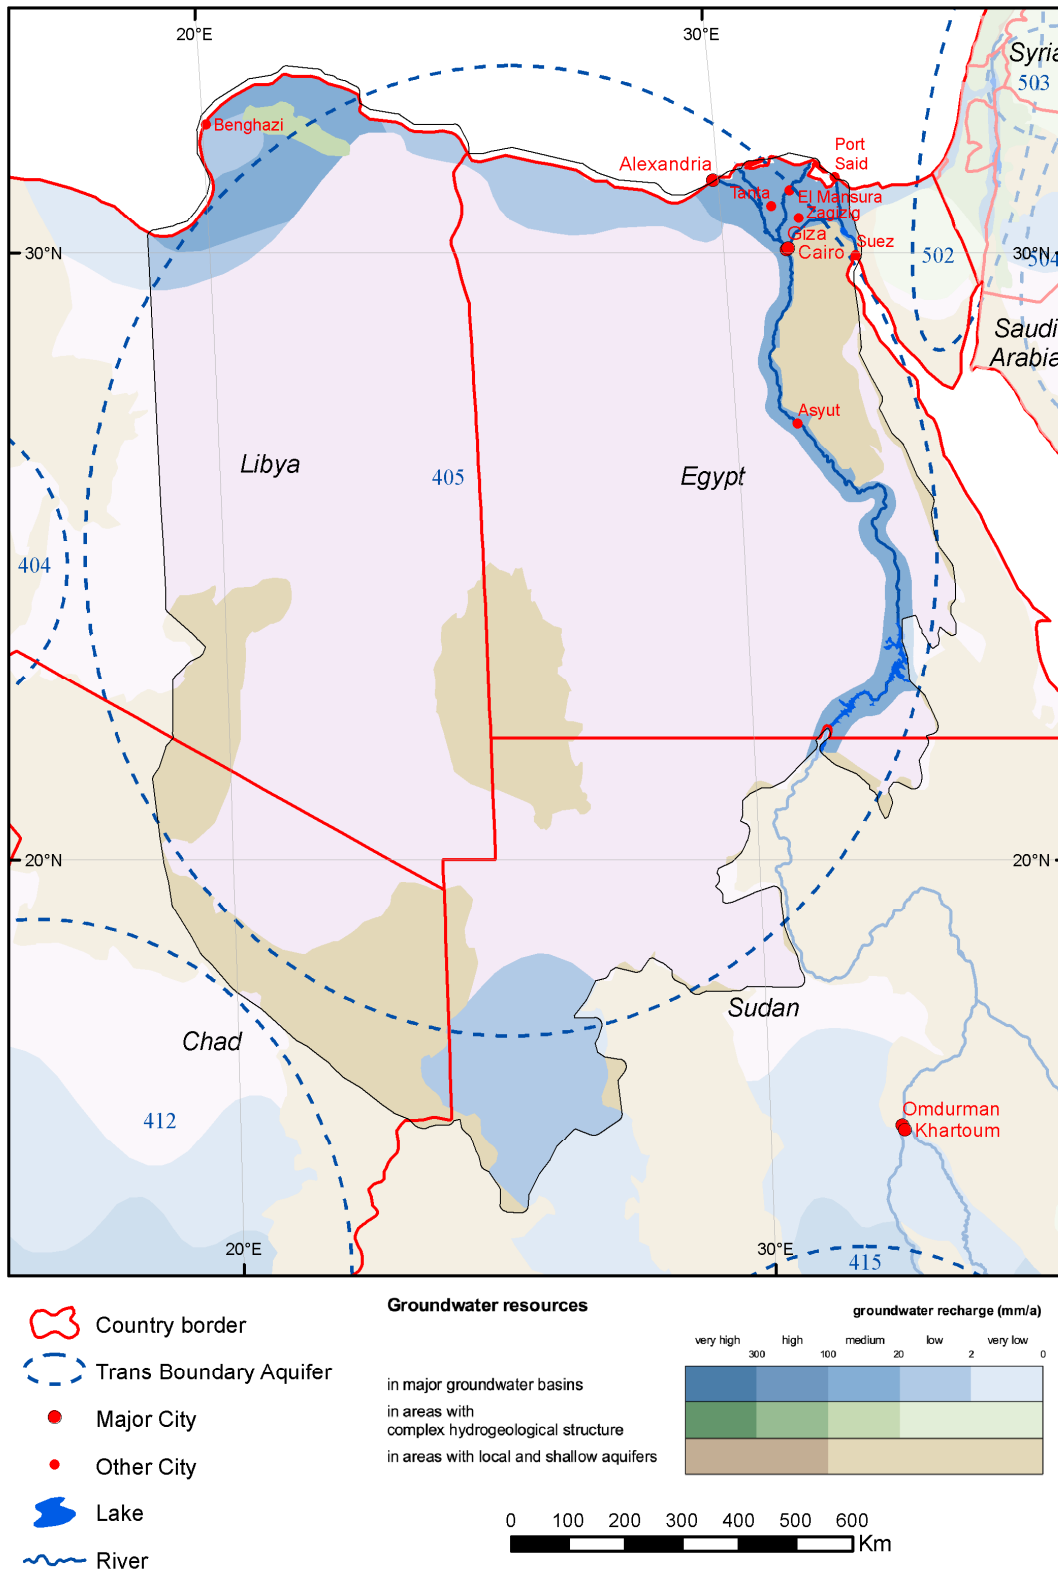 20°E
30°E
Syria
503
Benghazi
Port
Said
Alexandria
Tanta
El Mansura
Zagizig
Giza
Cairo
Suez
30°N
30°N
502
504
Saudi
Arabia
Asyut
Libya
405
Egypt
404
20°N
20°N
Sudan
Chad
412
Omdurman
Khartoum
20°E
30°E
415
Country border
Trans Boundary Aquifer
Major City
Other City
Lake
River
Groundwater resources
groundwater recharge (mm/a)
very high high medium low very low
300 100 20 2 0
in major groundwater basins
in areas with
complex hydrogeological structure
in areas with local and shallow aquifers
0 100 200 300 400 500 600
Km